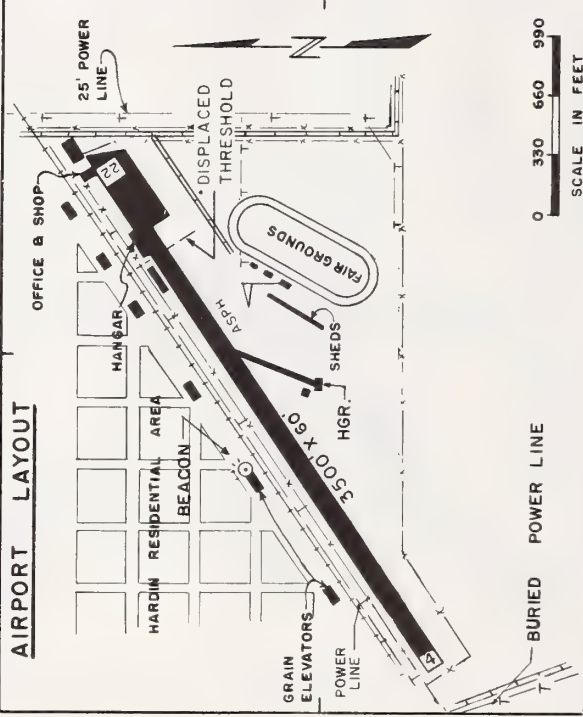 AIRPORT LAYOUT
OFFICE & SHOP
25' POWER
LINE
22
N
HANGAR
DISPLACED
THRESHOLD
HARDIN RESIDENTIAL AREA
BEACON
ASPH
FAIR GROUNDS
SHEDS
HGR.
3500' X 60'
GRAIN
ELEVATORS
POWER
LINE
4
BURIED POWER LINE
0 330 660 990
SCALE IN FEET